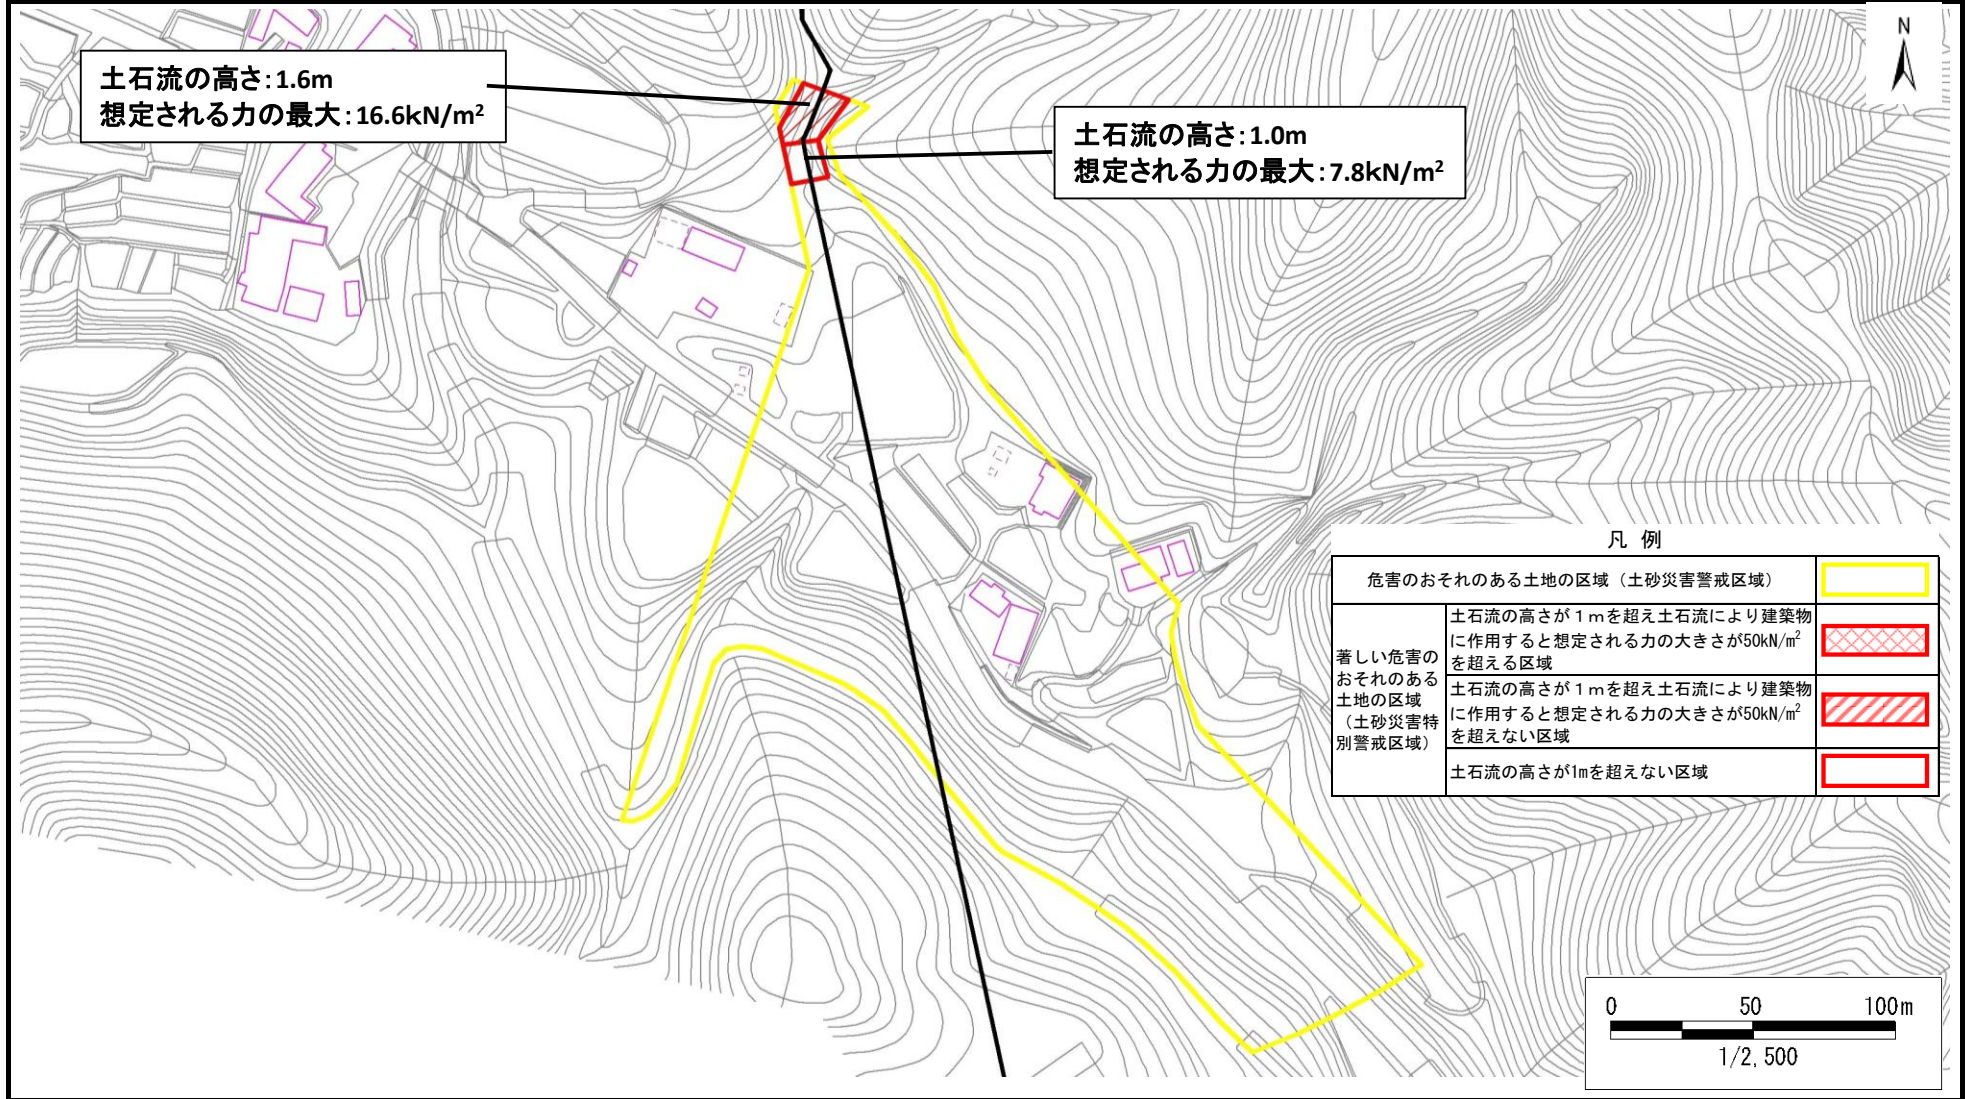 N
土石流の高さ:1.6m
想定される力の最大:16.6kN/m²
土石流の高さ:1.0m
想定される力の最大:7.8kN/m²
凡 例
危害のおそれのある土地の区域（土砂災害警戒区域）
著しい危害の
おそれのある
土地の区域
（土砂災害特
別警戒区域）
土石流の高さが１ｍを超え土石流により建築物
に作用すると想定される力の大きさが50kN/㎡
を超える区域
土石流の高さが１ｍを超え土石流により建築物
に作用すると想定される力の大きさが50kN/㎡
を超えない区域
土石流の高さが1mを超えない区域
0 50 100m
1/2,500